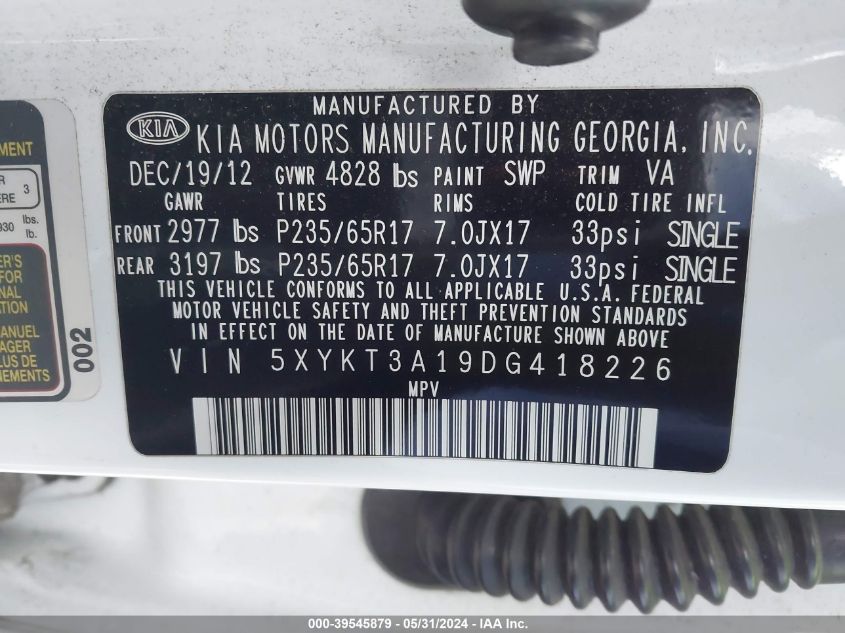 MANUFACTURED BY
KIA KIA MOTORS MANUFACTURING GEORGIA, INC.
DEC/19/12 GVWR 4828 lbs PAINT SWP TRIM VA
GAWR TIRES RIMS COLD TIRE INFL
FRONT 2977 lbs P235/65R17 7.0JX17 33psi SINGLE
REAR 3197 lbs P235/65R17 7.0JX17 33psi SINGLE
THIS VEHICLE CONFORMS TO ALL APPLICABLE U.S.A. FEDERAL
MOTOR VEHICLE SAFETY AND THEFT PREVENTION STANDARDS
IN EFFECT ON THE DATE OF MANUFACTURE SHOWN ABOVE
VIN 5XYKT3A19DG418226
MPV
3
930 lbs.
lb.
002
000-39545879 - 05/31/2024 - IAA Inc.